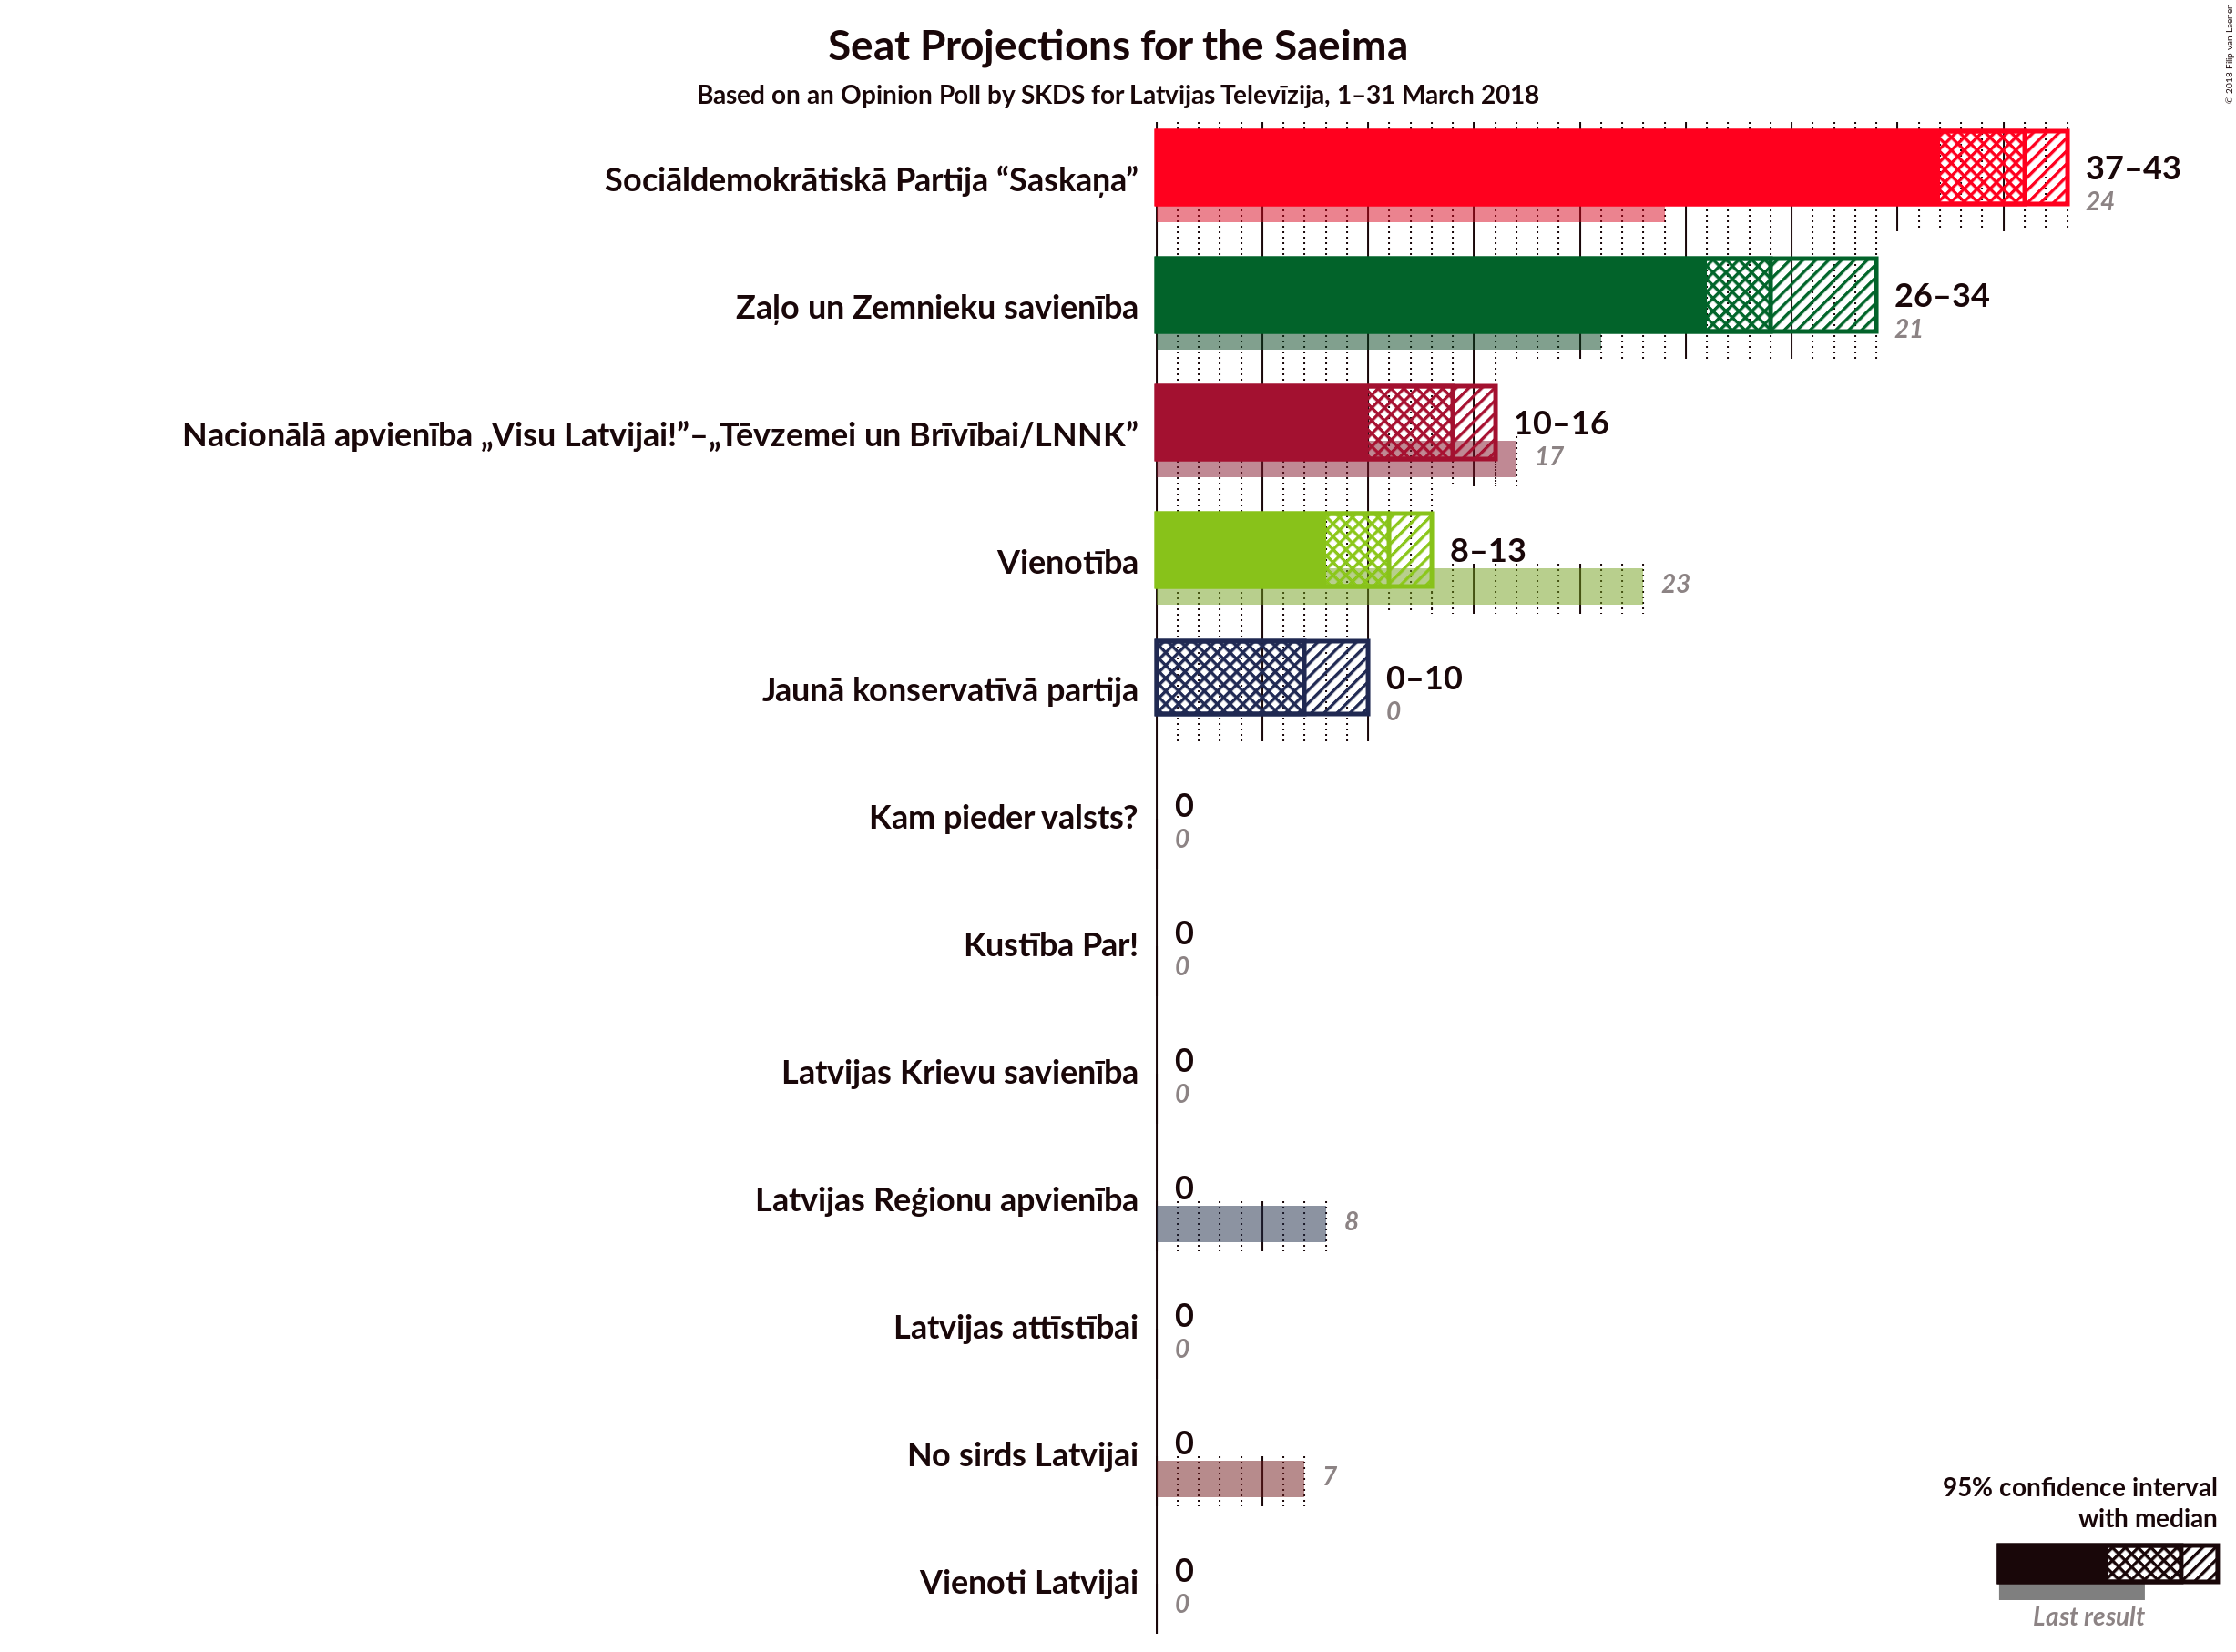 Seat Projections for the Saeima
Based on an Opinion Poll by SKDS for Latvijas Televīzija, 1–31 March 2018
© 2018 Filip van Laenen
Sociāldemokrātiskā Partija “Saskaņa”
37–43
24
Zaļo un Zemnieku savienība
26–34
21
Nacionālā apvienība „Visu Latvijai!”–„Tēvzemei un Brīvībai/LNNK”
10–16
17
Vienotība
8–13
23
Jaunā konservatīvā partija
0–10
0
Kam pieder valsts?
0
0
Kustība Par!
0
0
Latvijas Krievu savienība
0
0
Latvijas Reģionu apvienība
0
8
Latvijas attīstībai
0
0
No sirds Latvijai
0
7
Vienoti Latvijai
0
0
95% confidence interval
with median
Last result